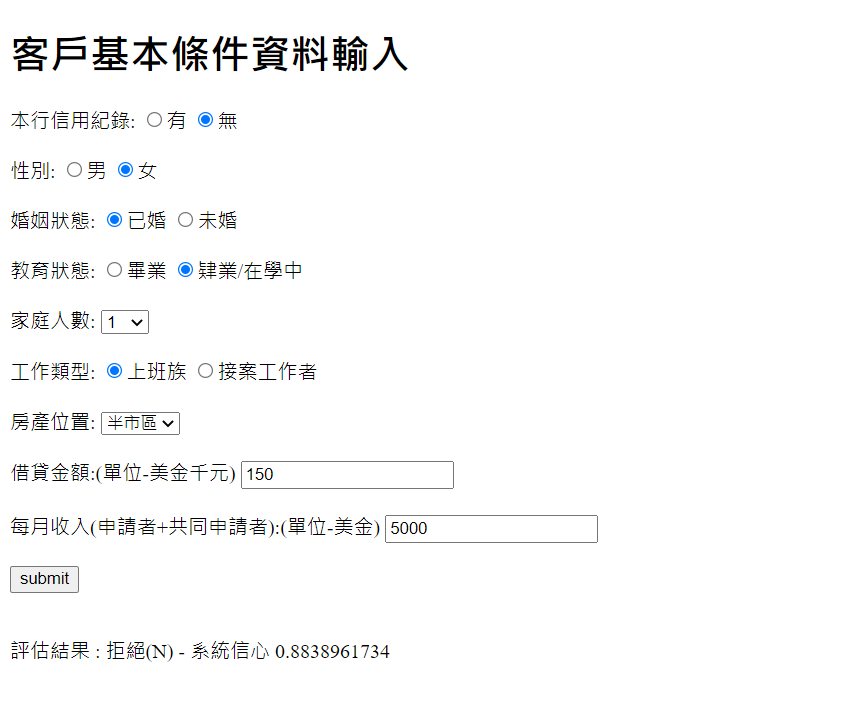 客戶基本條件資料輸入
本行信用紀錄: 有 無
性別: 男 女
婚姻狀態: 已婚 未婚
教育狀態: 畢業 肄業/在學中
家庭人數: 1
工作類型: 上班族 接案工作者
房產位置: 半市區
借貸金額:(單位-美金千元) 150
每月收入(申請者+共同申請者):(單位-美金) 5000
submit
評估結果 : 拒絕(N) - 系統信心 0.8838961734